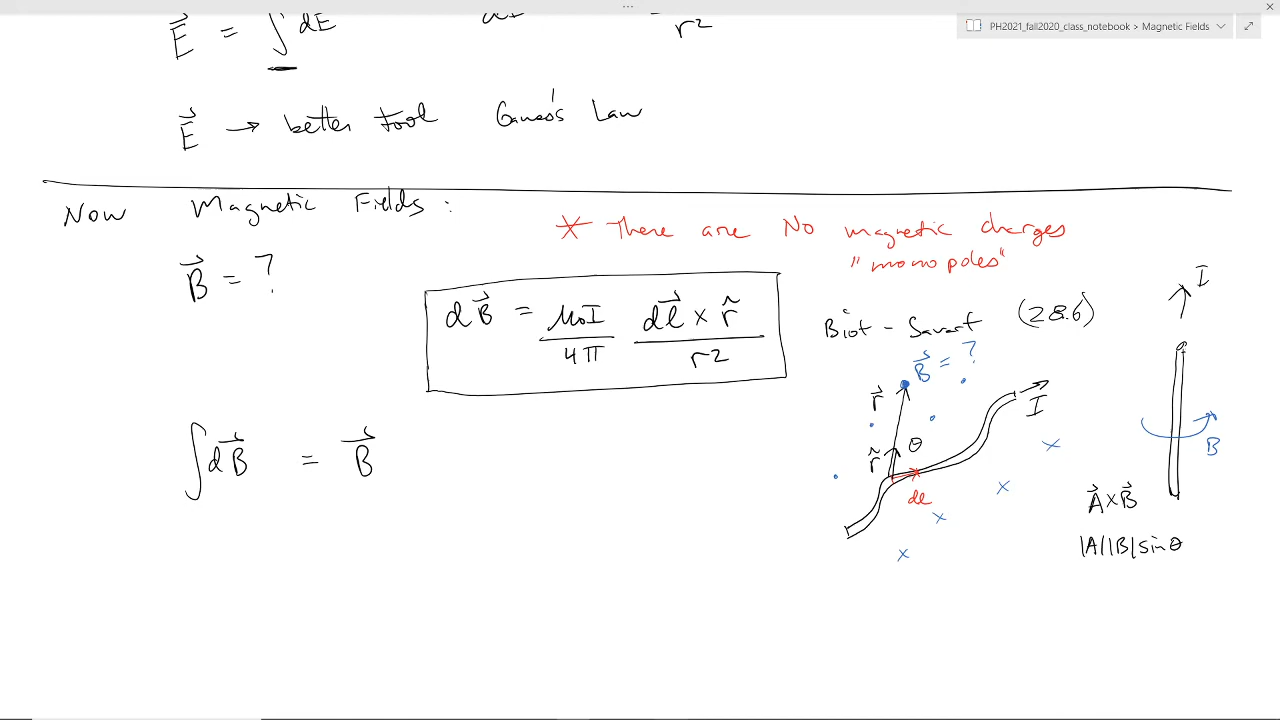 PH2021_fall2020_class_notebook > Magnetic Fields
E⃗ = ∫ dE
r²
E⃗ → better tool Gauss's Law
Now Magnetic Fields :
* There are No magnetic charges
"monopoles"
B⃗ = ?
dB⃗ = μ₀I/4π dl⃗ × r̃/r²
Biot - Savart (28.6)
I
B⃗ = ?
r⃗
I
θ
r̃
B
dl
∫dB⃗ = B⃗
A⃗×B⃗
|A||B|sinθ